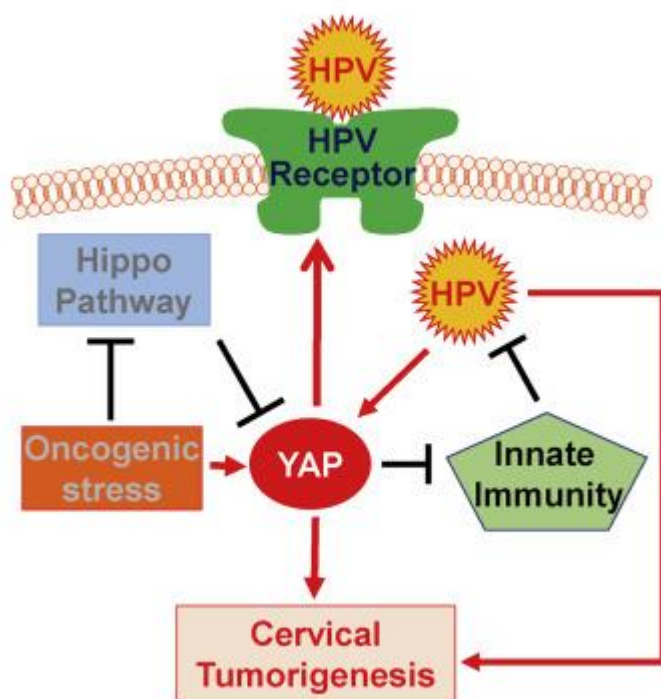 HPV
HPV
Receptor
Hippo
Pathway
HPV
Oncogenic
stress
YAP
Innate
Immunity
Cervical
Tumorigenesis